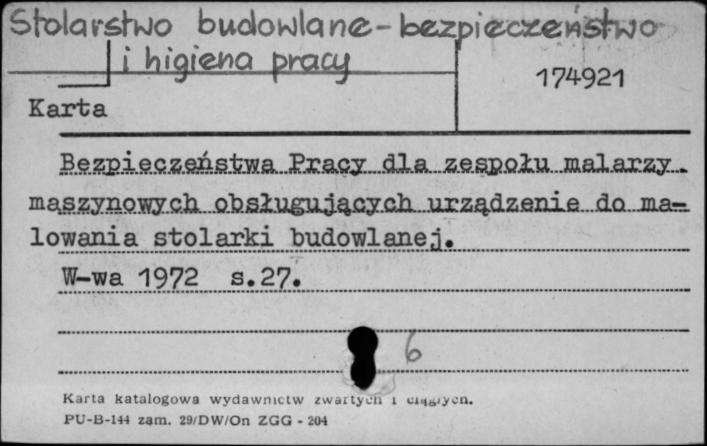 Stolarstwo budowlane - bezpieczeństwo
i higiena pracy
174921
Karta
Bezpieczeństwa Pracy dla zespołu malarzy.
maszynowych obsługujących urządzenie do ma-
lowania stolarki budowlanej.
W-wa 1972 s.27.
6
Karta katalogowa wydawnictw zwartych i ciągłych.
PU-B-144 zam. 29/DW/On ZGG - 204